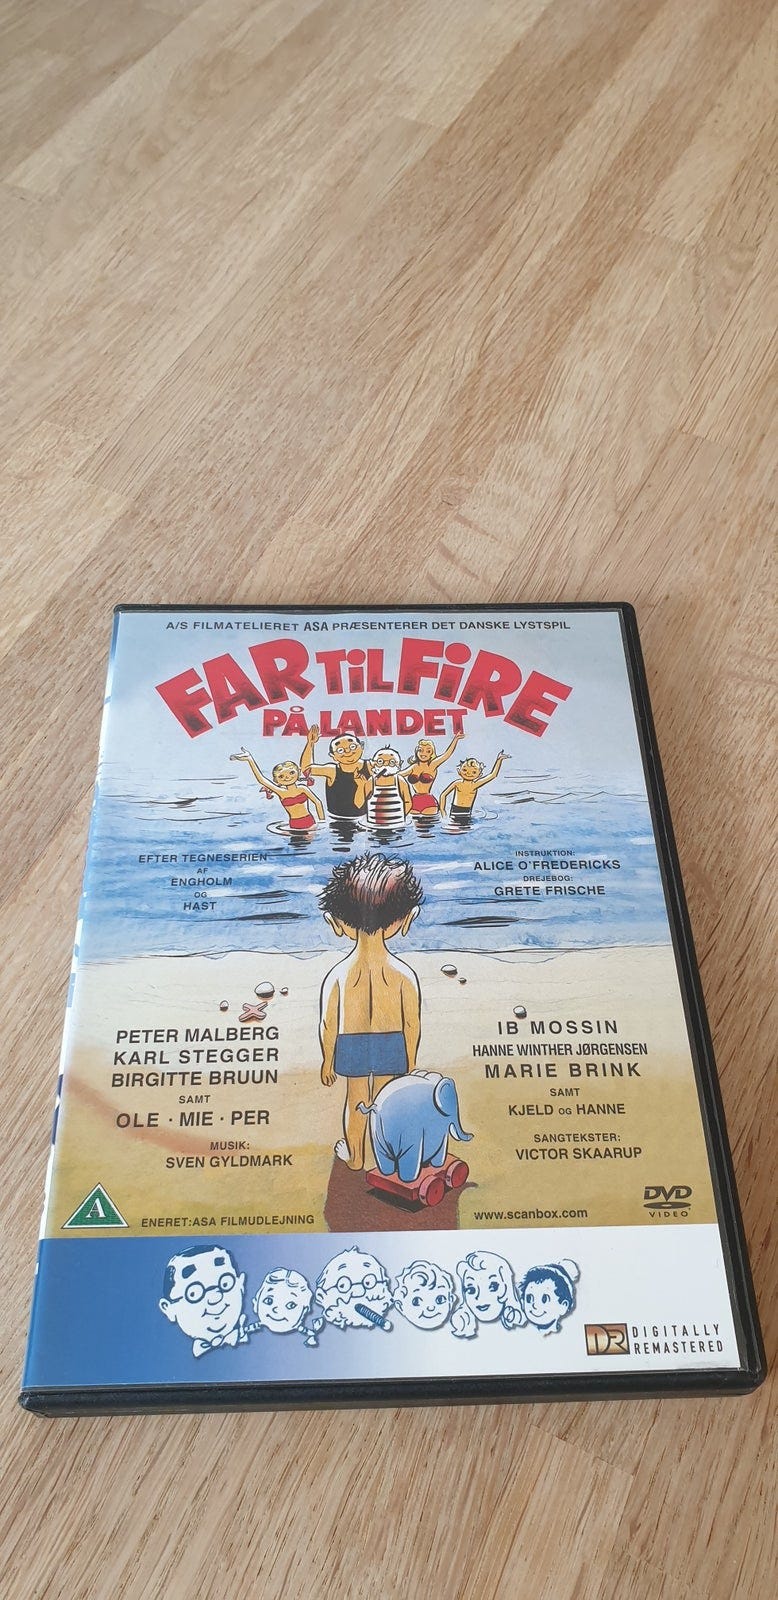 A/S FILMATELIERET ASA PRÆSENTERER DET DANSKE LYSTSPIL
FAR TIL FIRE
PÅ LANDET
EFTER TEGNESERIEN
AF
ENGHOLM
OG
HAST
INSTRUKTION:
ALICE O'FREDERICKS
DREJEBOG:
GRETE FRISCHE
PETER MALBERG
KARL STEGGER
BIRGITTE BRUUN
SAMT
OLE · MIE · PER
MUSIK:
SVEN GYLDMARK
IB MOSSIN
HANNE WINTHER JØRGENSEN
MARIE BRINK
SAMT
KJELD OG HANNE
SANGTEKSTER:
VICTOR SKAARUP
A
ENERET:ASA FILMUDLEJNING
www.scanbox.com
DVD
VIDEO
DR DIGITALLY
REMASTERED